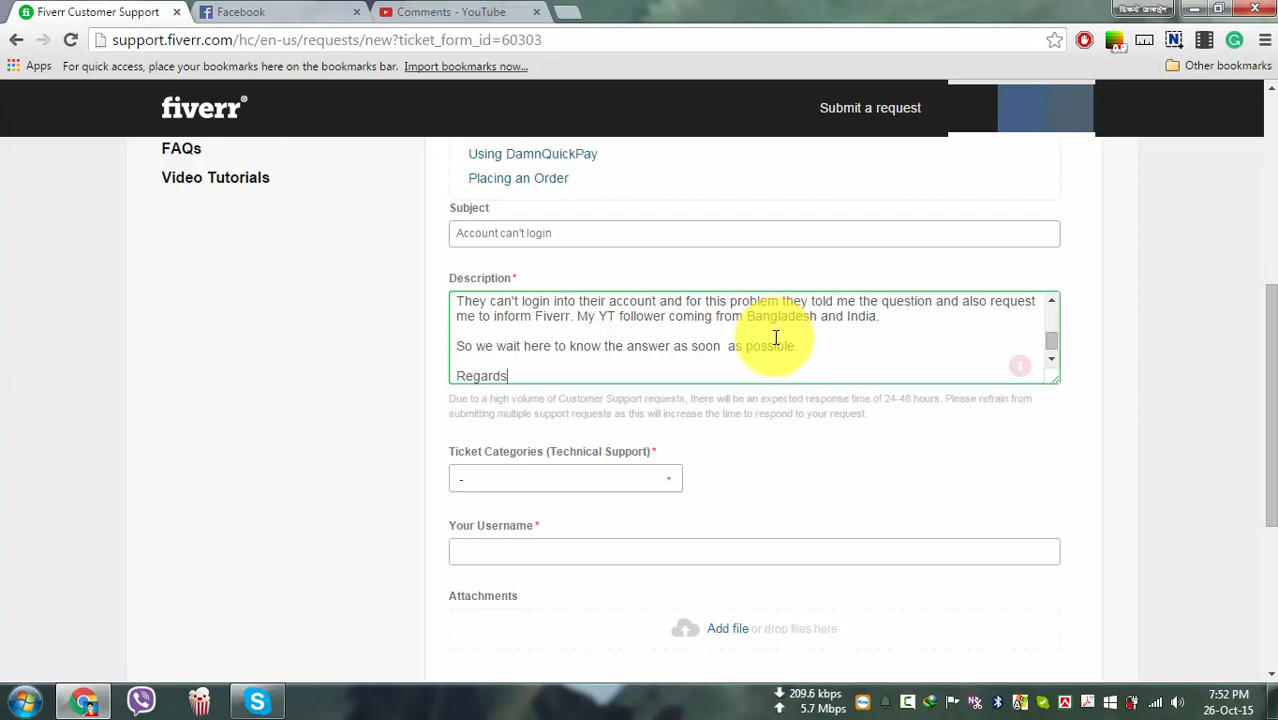 Fiverr Customer Support
Facebook
Comments - YouTube
support.fiverr.com/hc/en-us/requests/new?ticket_form_id=60303
Apps
For quick access, place your bookmarks here on the bookmarks bar. Import bookmarks now...
Other bookmarks
fiverr®
Submit a request
FAQs
Video Tutorials
Using DamnQuickPay
Placing an Order
Subject
Account can't login
Description*
They can't login into their account and for this problem they told me the question and also request
me to inform Fiverr. My YT follower coming from Bangladesh and India.
So we wait here to know the answer as soon  as possible.
Regards
1
Due to a high volume of Customer Support requests, there will be an expected response time of 24-48 hours. Please refrain from
submitting multiple support requests as this will increase the time to respond to your request.
Ticket Categories (Technical Support)*
-
Your Username*
Attachments
Add file or drop files here
209.6 kbps
5.7 Mbps
7:52 PM
26-Oct-15